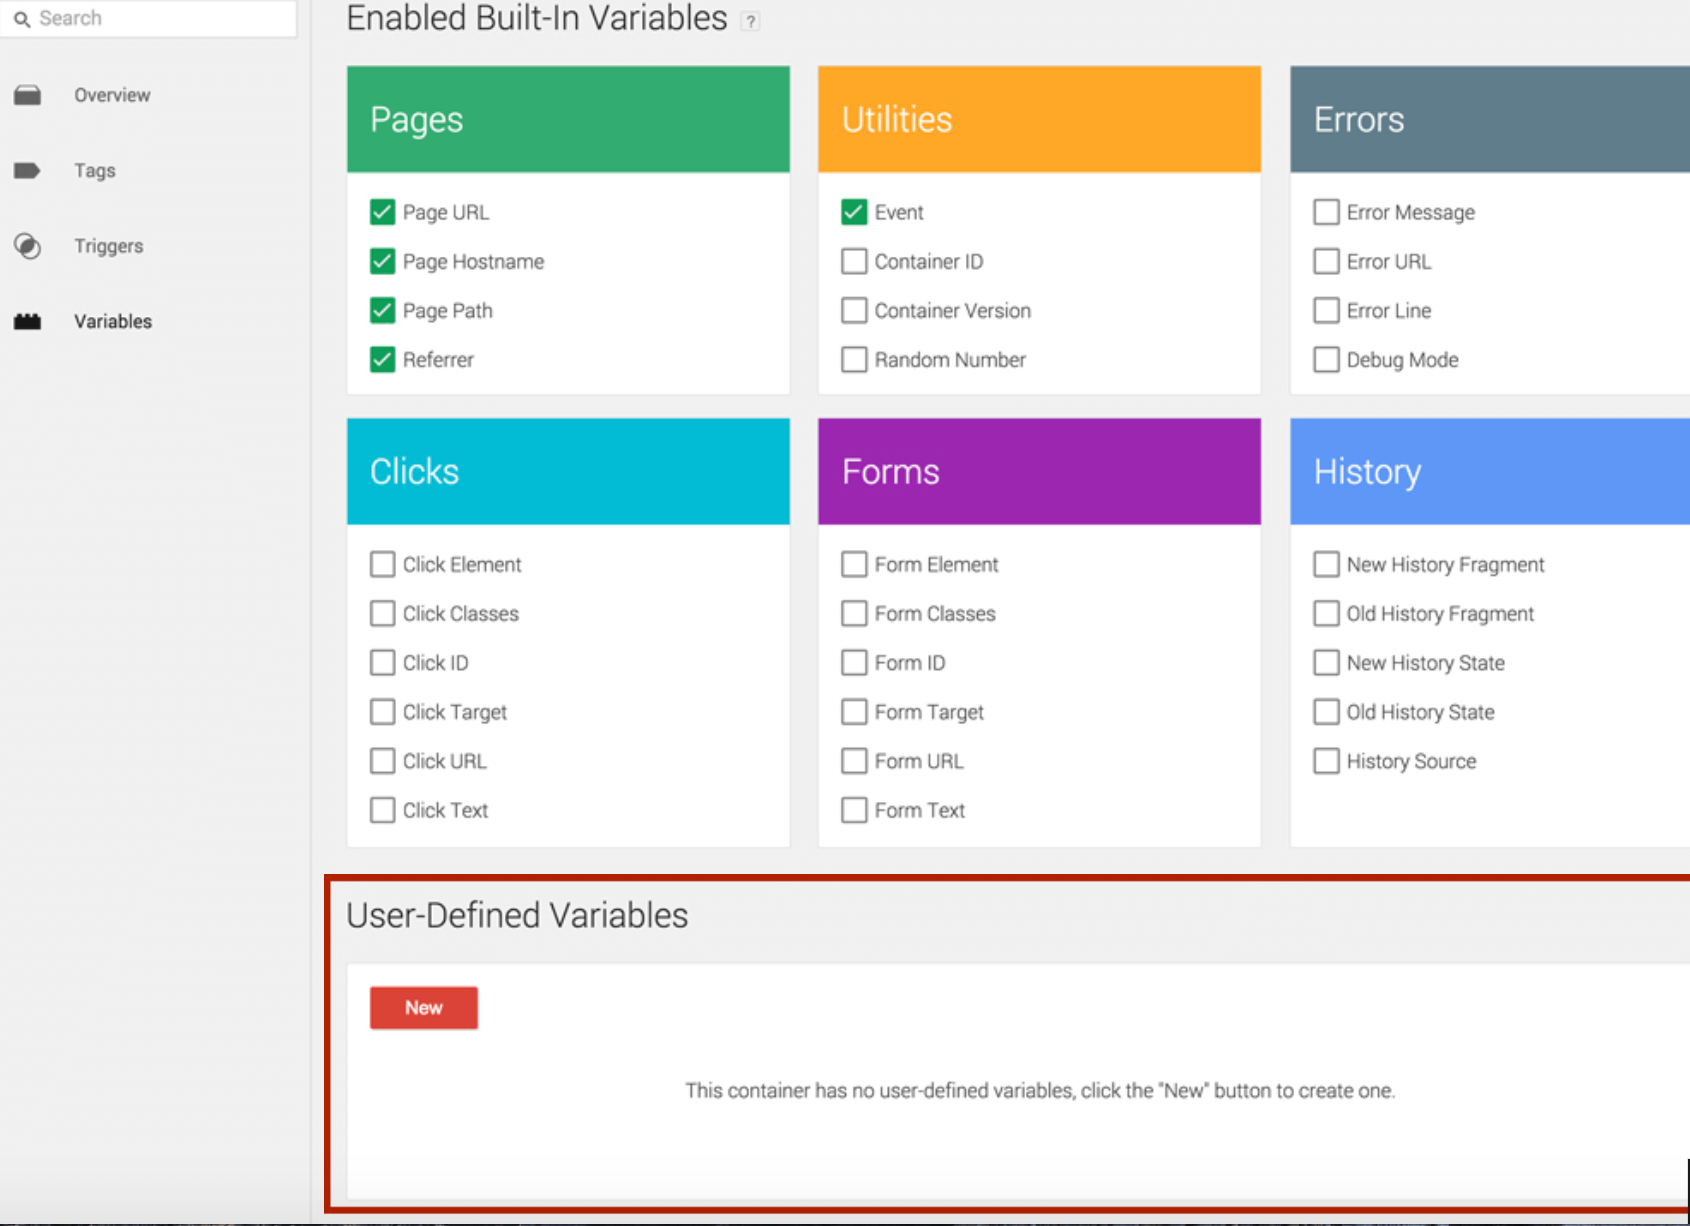 Search
Overview
Tags
Triggers
Variables
Enabled Built-In Variables ?
Pages
Page URL
Page Hostname
Page Path
Referrer
Utilities
Event
Container ID
Container Version
Random Number
Errors
Error Message
Error URL
Error Line
Debug Mode
Clicks
Click Element
Click Classes
Click ID
Click Target
Click URL
Click Text
Forms
Form Element
Form Classes
Form ID
Form Target
Form URL
Form Text
History
New History Fragment
Old History Fragment
New History State
Old History State
History Source
User-Defined Variables
New
This container has no user-defined variables, click the "New" button to create one.